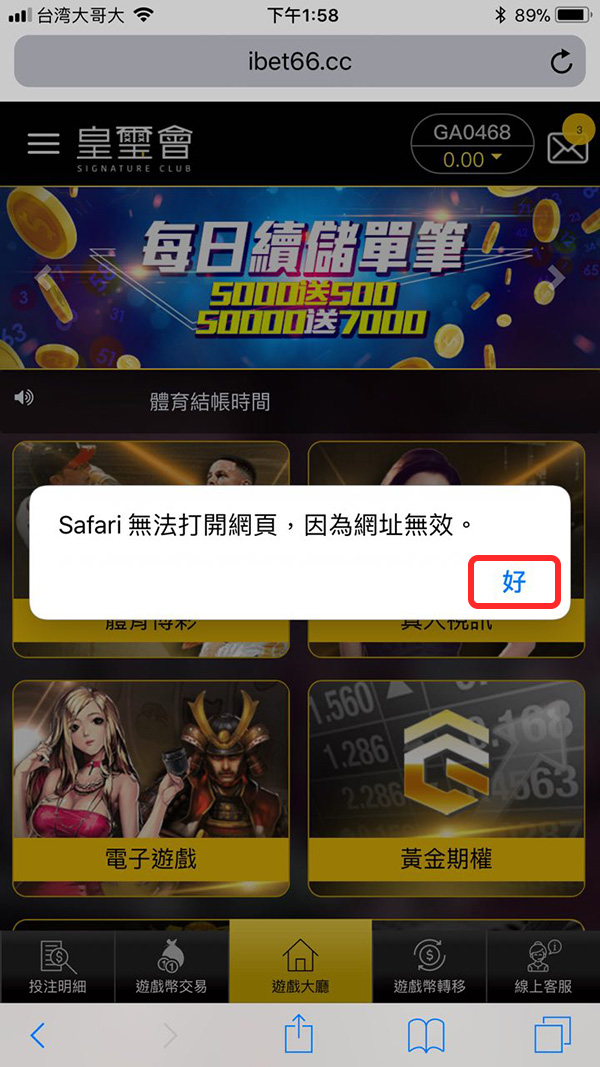 台湾大哥大
下午1:58
89%
ibet66.cc
皇璽會
SIGNATURE CLUB
GA0468
0.00
3
每日續儲單筆
5000送500
50000送7000
體育結帳時間
Safari 無法打開網頁，因為網址無效。
好
體育博彩
真人視訊
電子遊戲
黃金期權
投注明細
遊戲幣交易
遊戲大廳
遊戲幣轉移
線上客服